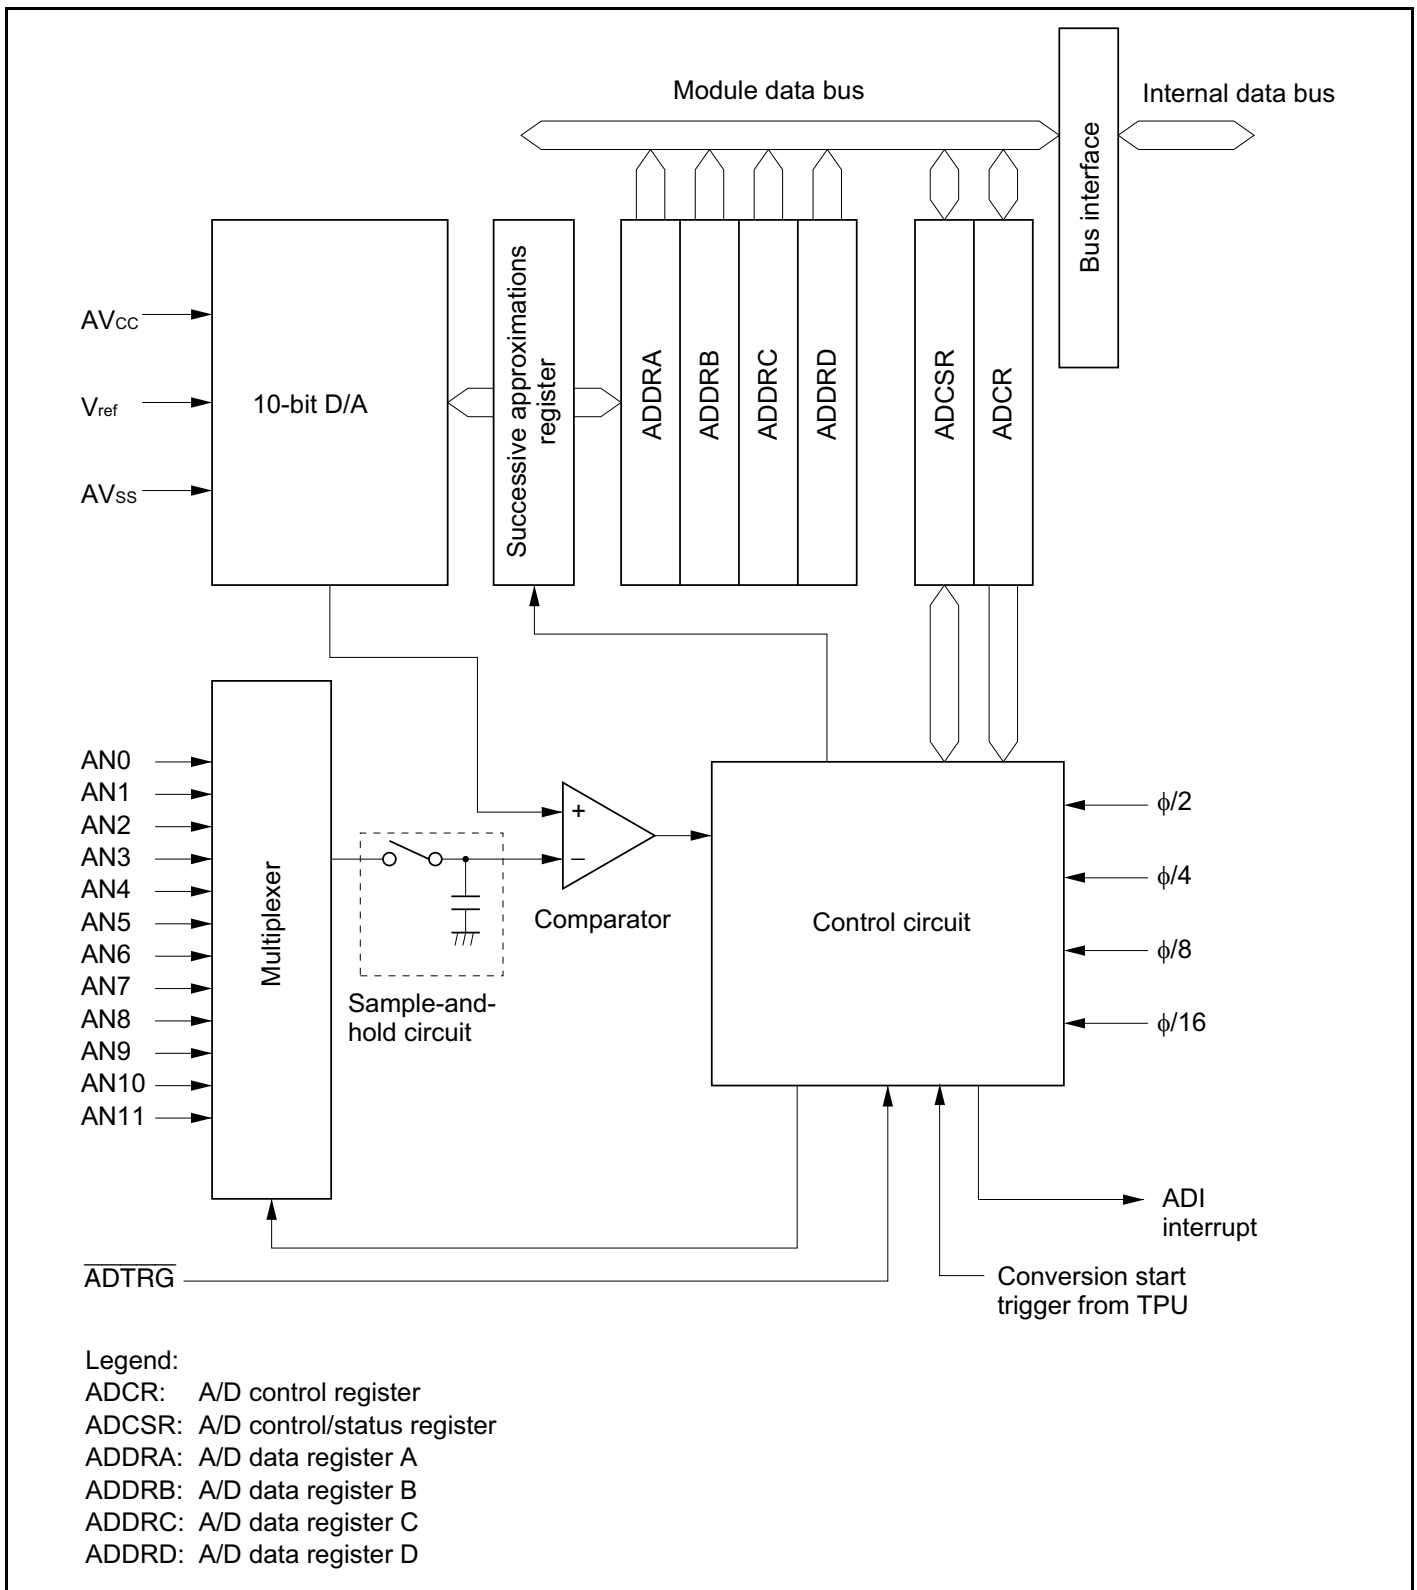 Module data bus
Internal data bus
Bus interface
AVCC
Vref
AVSS
10-bit D/A
Successive approximations
register
ADDRA
ADDRB
ADDRC
ADDRD
ADCSR
ADCR
AN0
AN1
AN2
AN3
AN4
AN5
AN6
AN7
AN8
AN9
AN10
AN11
Multiplexer
Sample-and-
hold circuit
+
−
Comparator
Control circuit
ϕ/2
ϕ/4
ϕ/8
ϕ/16
ADI
interrupt
ADTRG
Conversion start
trigger from TPU
Legend:
ADCR: A/D control register
ADCSR: A/D control/status register
ADDRA: A/D data register A
ADDRB: A/D data register B
ADDRC: A/D data register C
ADDRD: A/D data register D